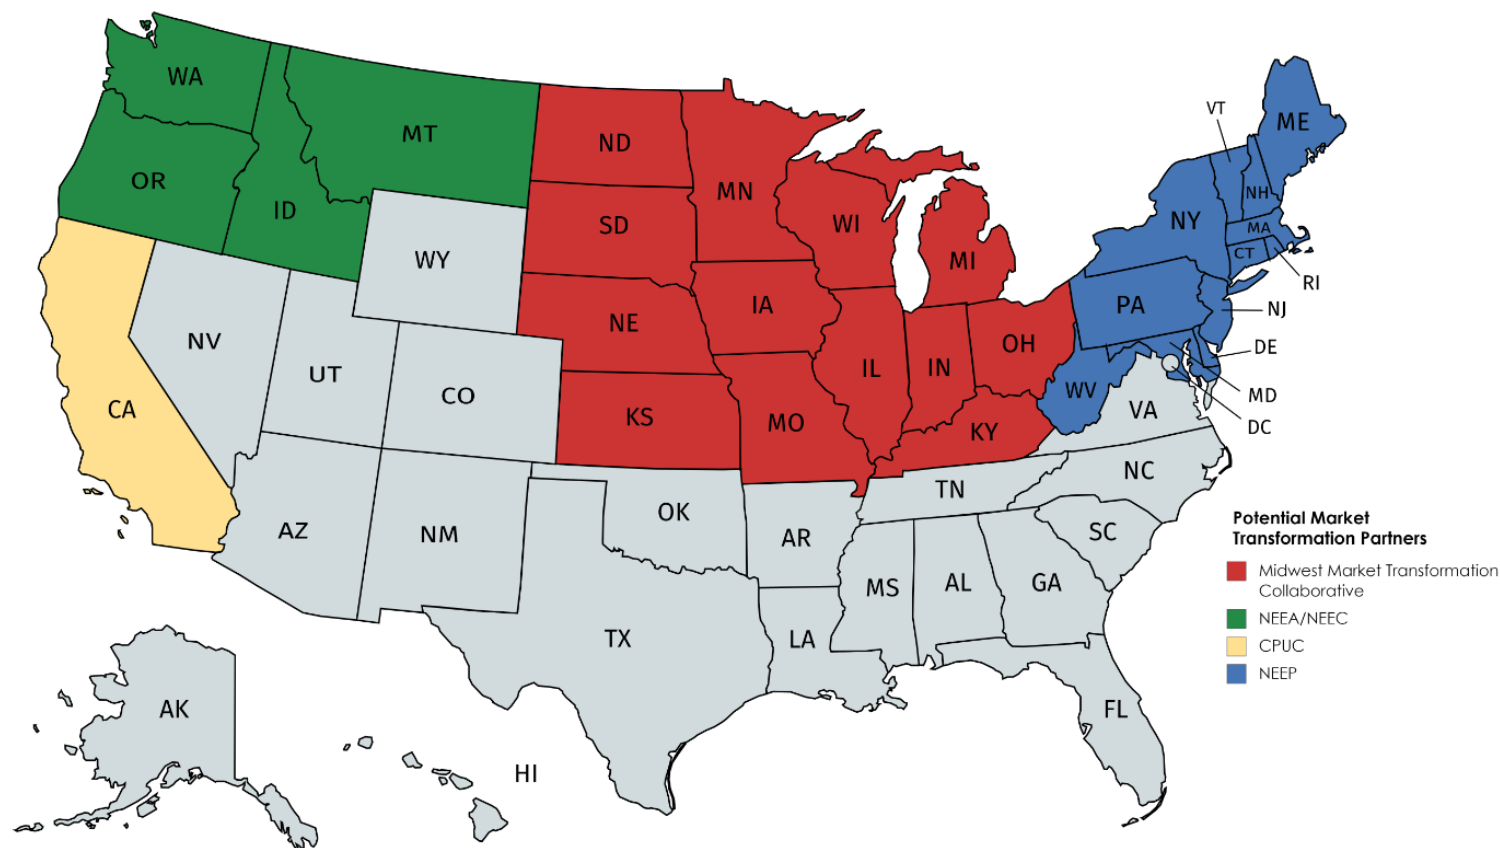 WA
MT
OR
ID
WY
NV
UT
CO
CA
AZ
NM
ND
SD
NE
KS
MN
IA
MO
WI
IL
MI
IN
OH
KY
OK
TX
AR
LA
TN
MS
AL
GA
FL
SC
NC
VA
WV
PA
NY
VT
ME
NH
MA
CT
RI
NJ
DE
MD
DC
AK
HI
Potential Market
Transformation Partners
Midwest Market Transformation
Collaborative
NEEA/NEEC
CPUC
NEEP